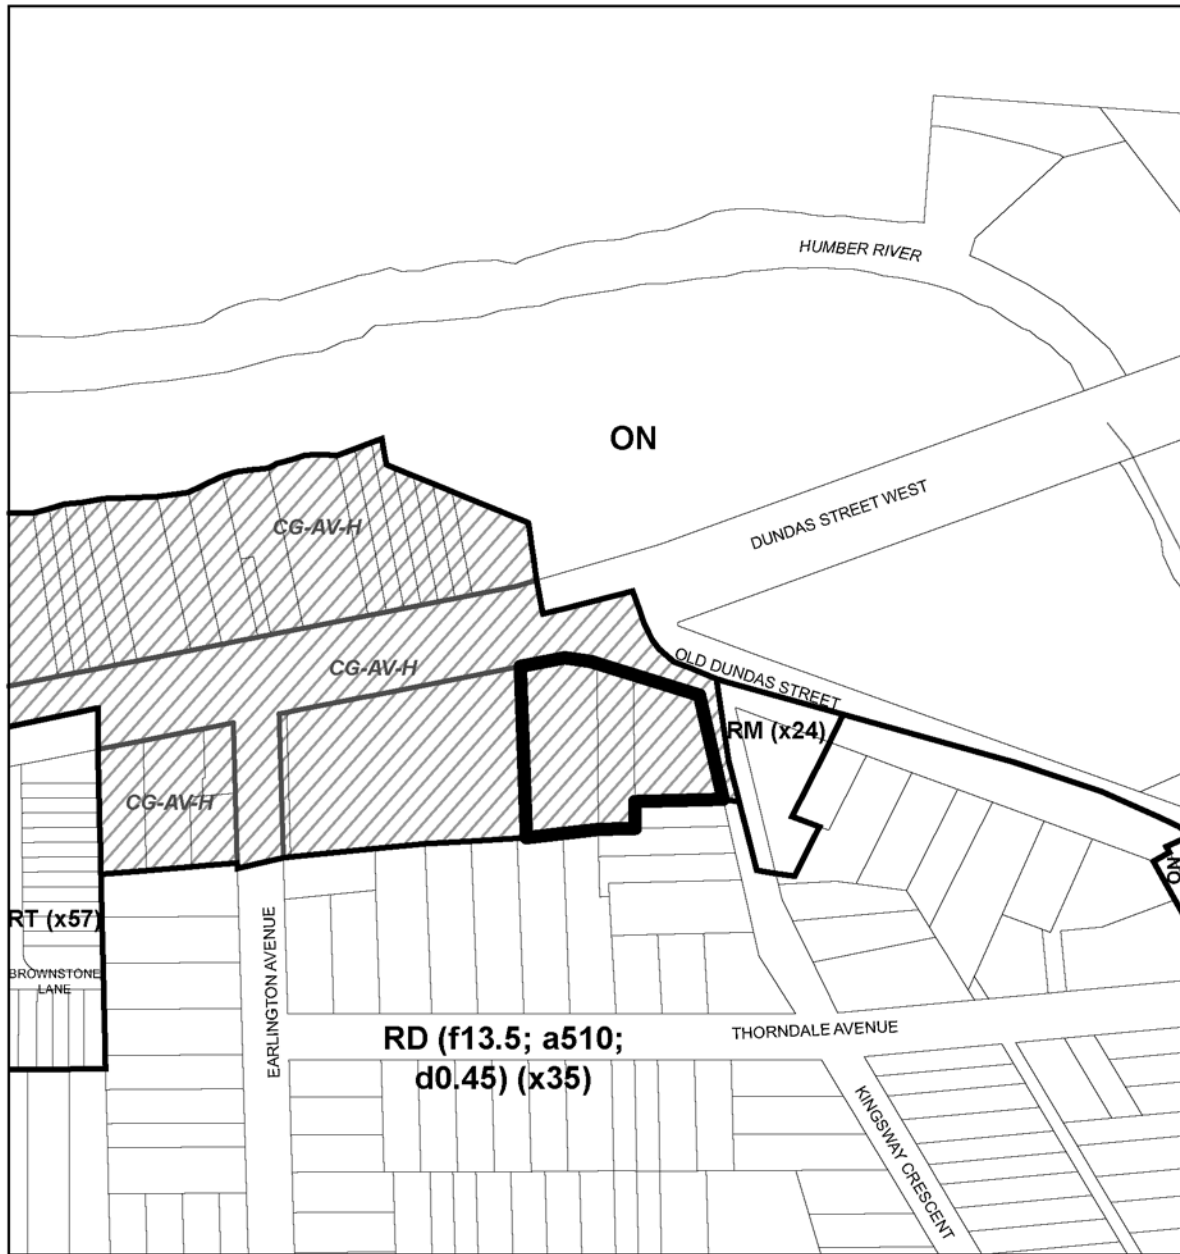 HUMBER RIVER
ON
DUNDAS STREET WEST
CG-AV-H
CG-AV-H
OLD DUNDAS STREET
RM (x24)
CG-AV-H
ON
RT (x57)
BROWNSTONE
LANE
EARLINGTON AVENUE
RD (f13.5; a510;
d0.45) (x35)
THORNDALE AVENUE
KINGSWAY CRESCENT